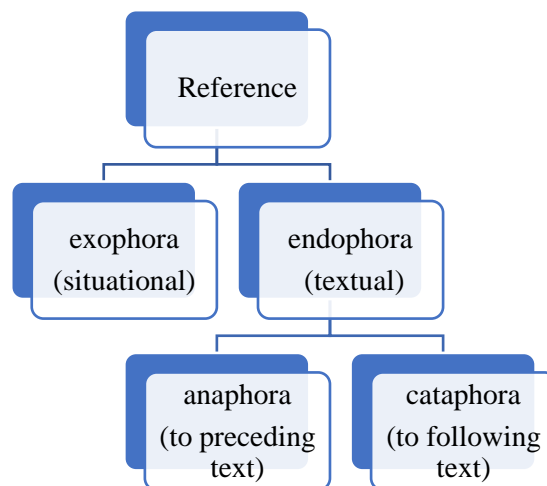 Reference
exophora
(situational)
endophora
(textual)
anaphora
(to preceding
text)
cataphora
(to following
text)